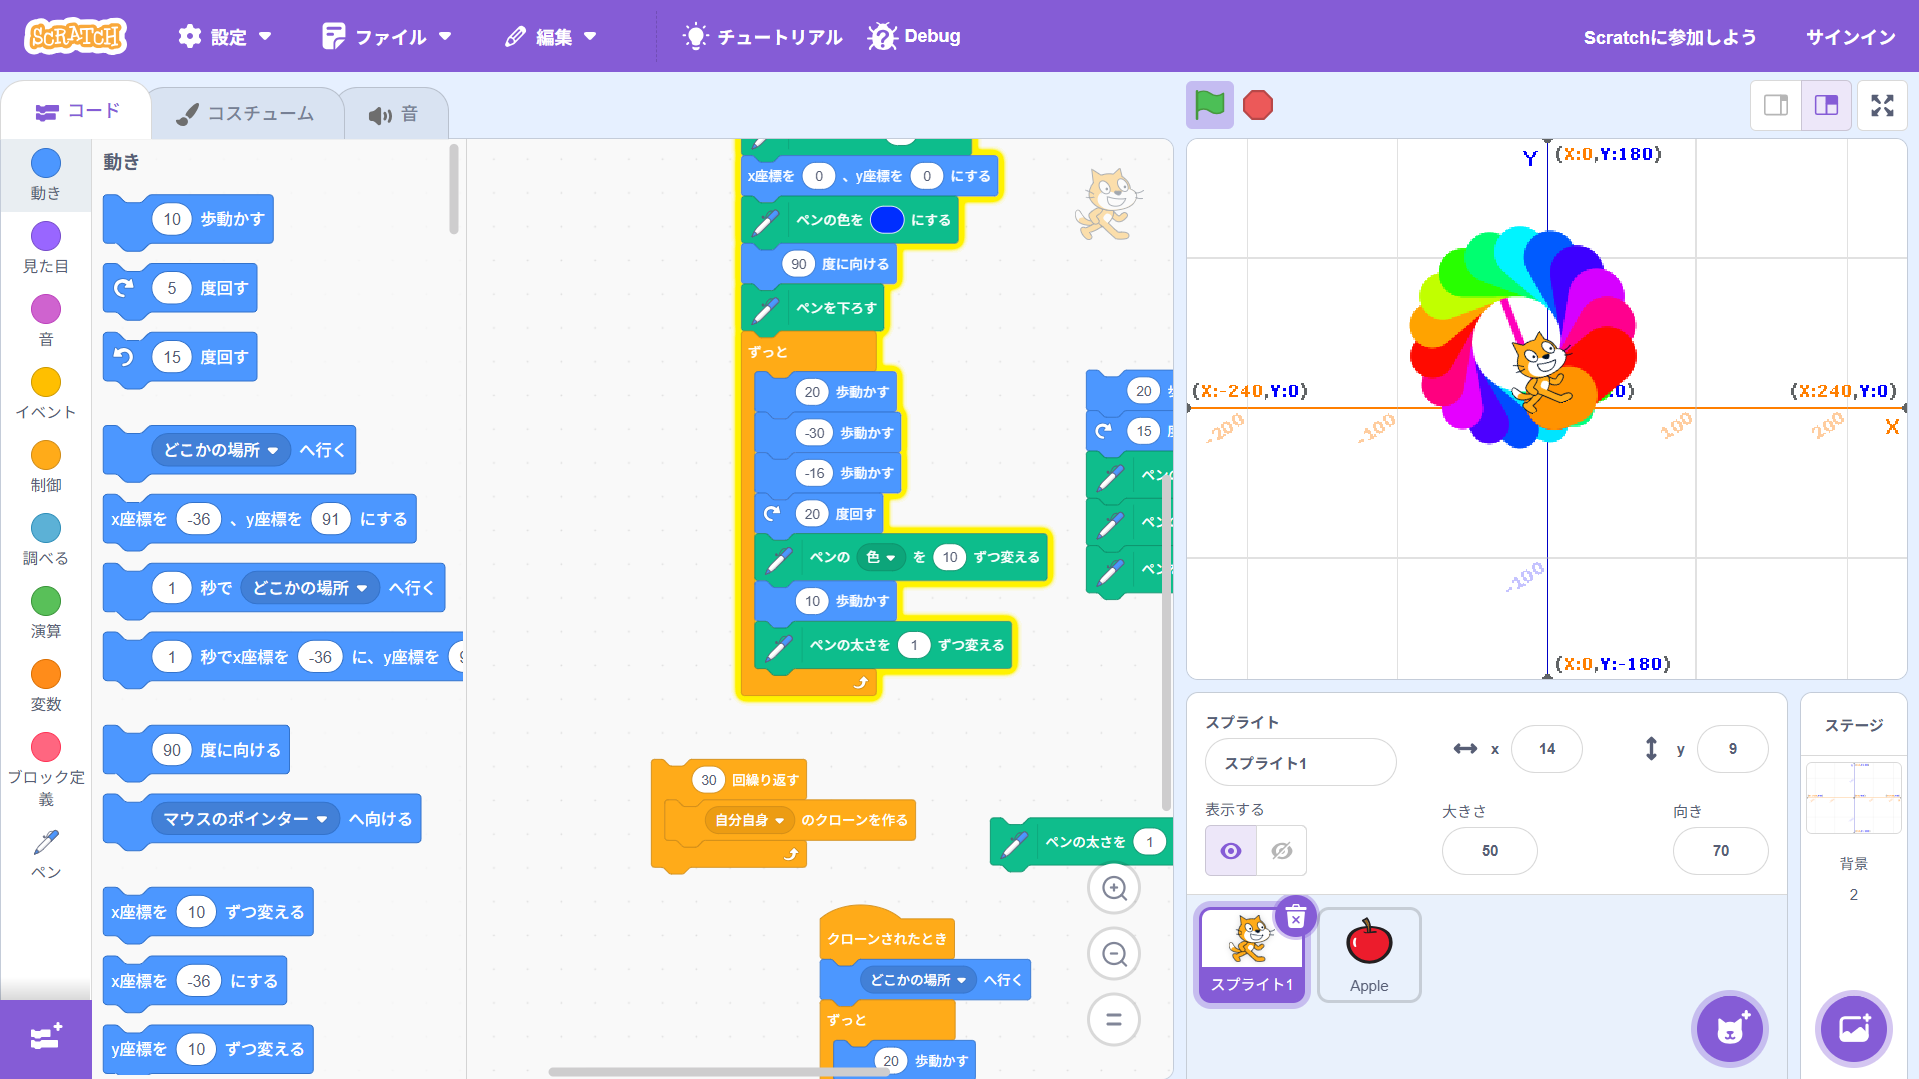 SCRATCH
設定
ファイル
編集
チュートリアル
Debug
Scratchに参加しよう
サインイン
コード
コスチューム
音
動き
見た目
音
イベント
制御
調べる
演算
変数
ブロック定
義
ペン
動き
10 歩動かす
5 度回す
15 度回す
どこかの場所 へ行く
x座標を -36 、y座標を 91 にする
1 秒で どこかの場所 へ行く
1 秒でx座標を -36 に、y座標を
90 度に向ける
マウスのポインター へ向ける
x座標を 10 ずつ変える
x座標を -36 にする
y座標を 10 ずつ変える
x座標を 0 、y座標を 0 にする
ペンの色を にする
90 度に向ける
ペンを下ろす
ずっと
20 歩動かす
-30 歩動かす
-16 歩動かす
20 度回す
ペンの 色 を 10 ずつ変える
10 歩動かす
ペンの太さを 1 ずつ変える
20
15
ペン
ペン
30 回繰り返す
自分自身 のクローンを作る
ペンの太さを 1
クローンされたとき
どこかの場所 へ行く
ずっと
20 歩動かす
Y
(X:0,Y:180)
(X:-240,Y:0)
:0)
(X:240,Y:0)
-200
-100
100
200
X
-100
(X:0,Y:-180)
スプライト
スプライト1
x 14
y 9
表示する
大きさ
50
向き
70
スプライト1
Apple
ステージ
背景
2